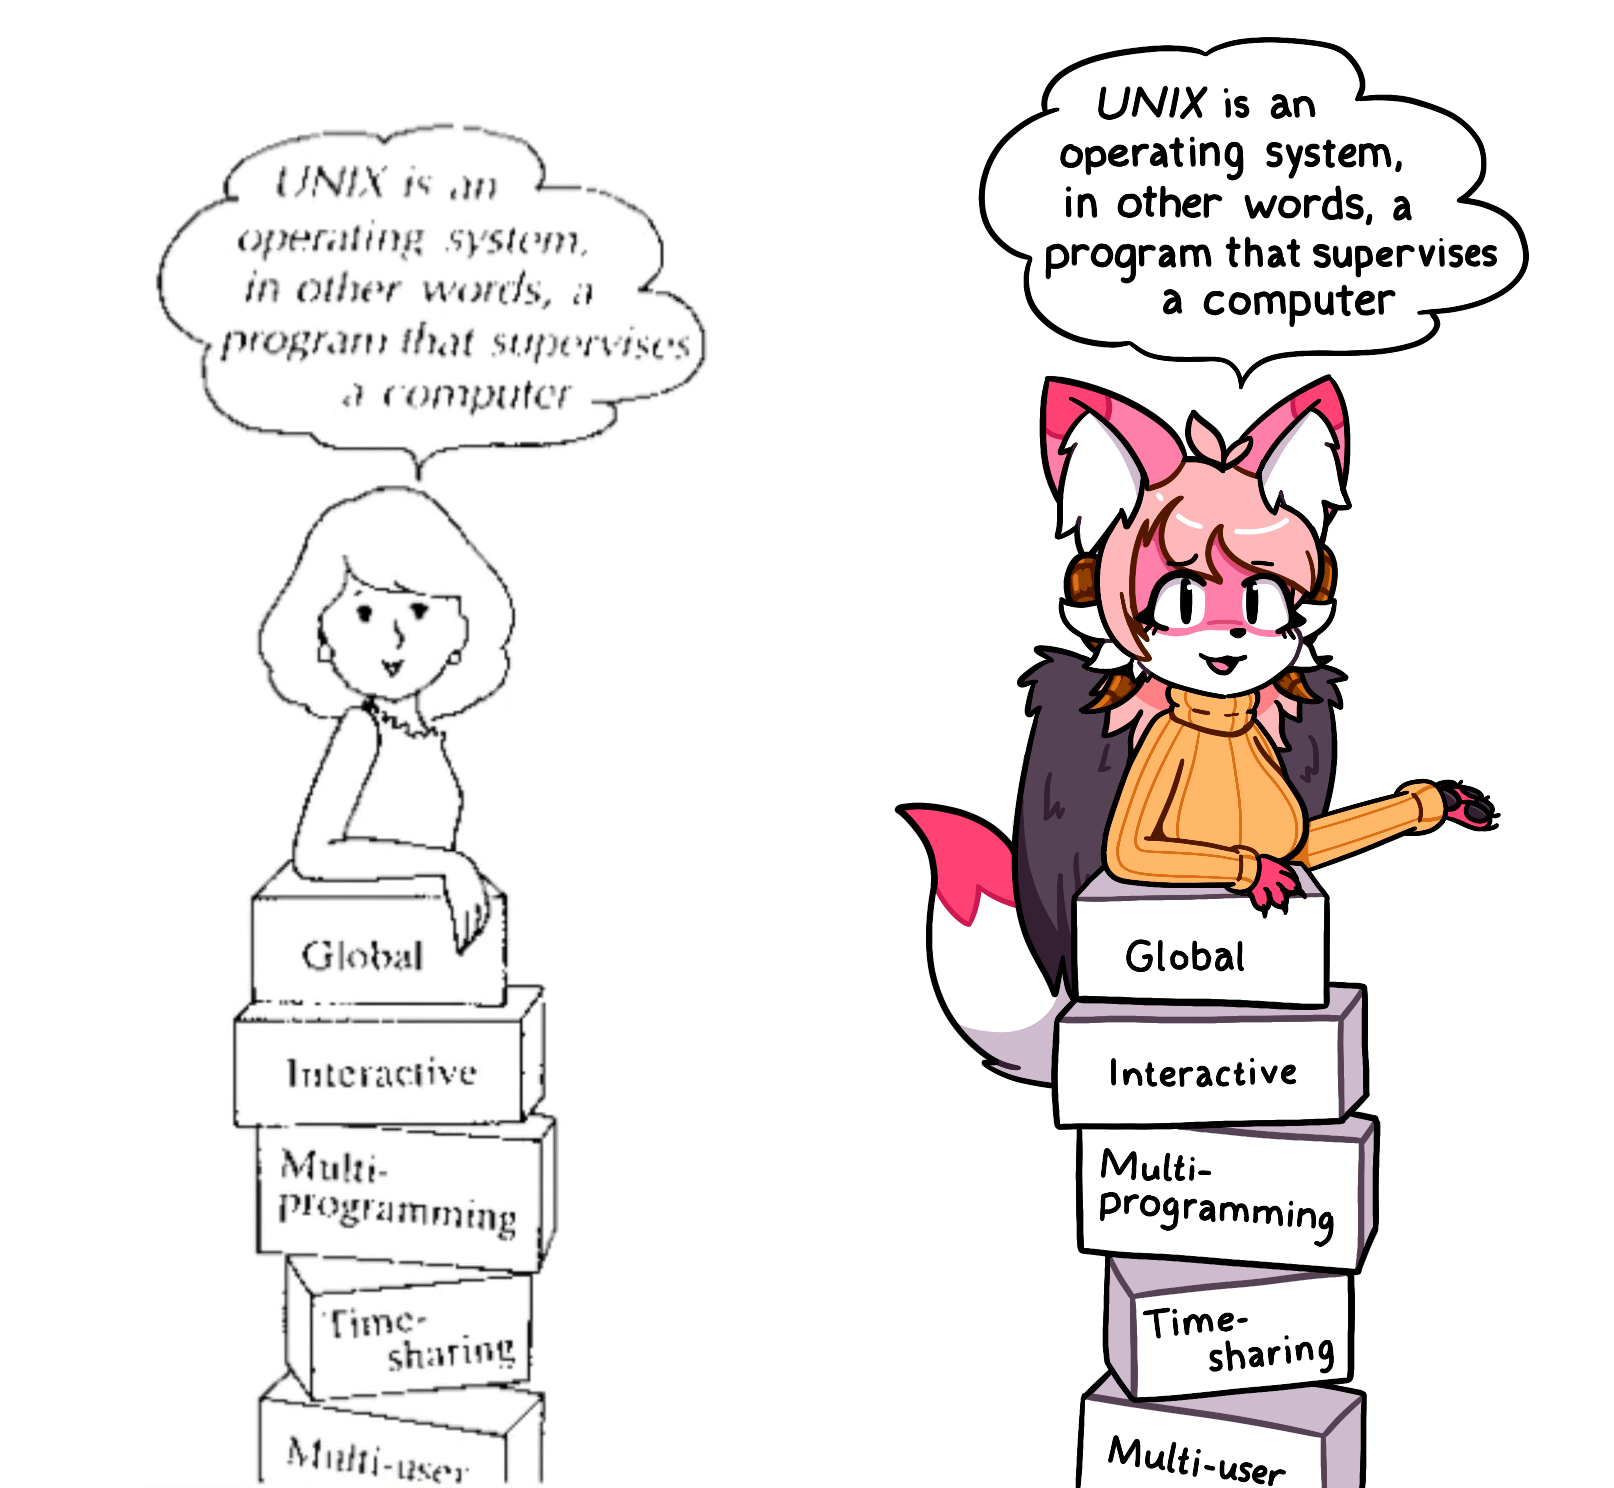 UNIX is an
operating system,
in other words, a
program that supervises
a computer
Global
Interactive
Multi-
programming
Time-
sharing
Multi-user
UNIX is an
operating system,
in other words, a
program that supervises
a computer
Global
Interactive
Multi-
programming
Time-
sharing
Multi-user